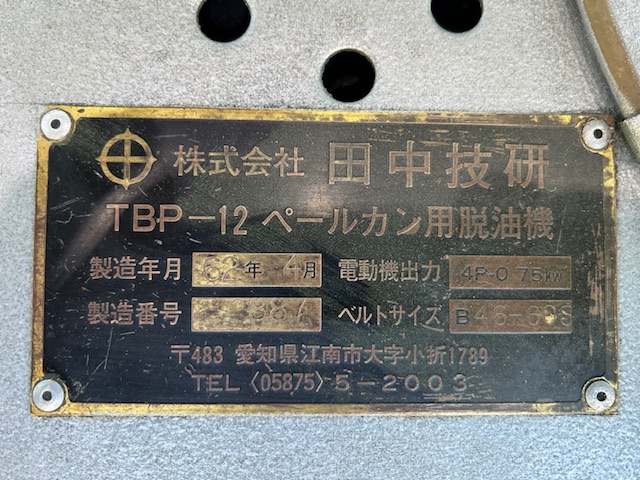 株式会社 田中技研
TBP-12 ペールカン用脱油機
製造年月 62年 4月 電動機出力 4P-0.75kW
製造番号 ベルトサイズ B46-60S
〒483 愛知県江南市大字小折1789
TEL〈05875〉5-2003